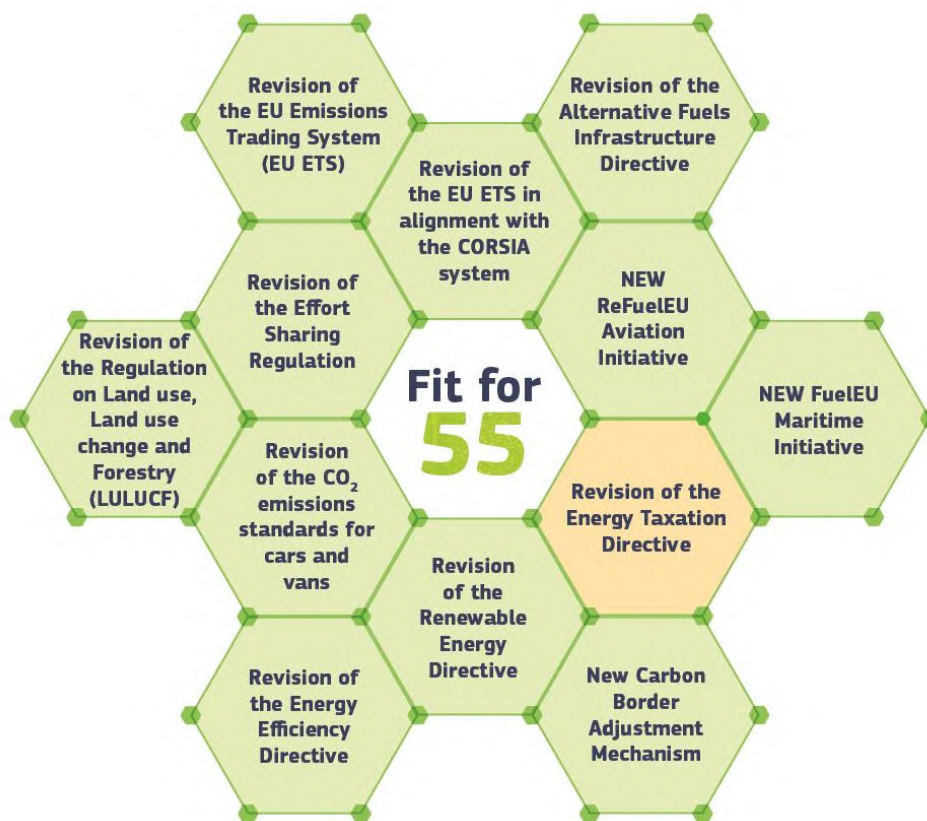 Revision of
the EU Emissions
Trading System
(EU ETS)
Revision of the
Alternative Fuels
Infrastructure
Directive
Revision of
the EU ETS in
alignment with
the CORSIA
system
Revision of
the Effort
Sharing
Regulation
NEW
ReFuelEU
Aviation
Initiative
Revision of
the Regulation
on Land use,
Land use
change and
Forestry
(LULUCF)
Fit for
55
NEW FuelEU
Maritime
Initiative
Revision
of the CO₂
emissions
standards for
cars and
vans
Revision of the
Energy Taxation
Directive
Revision
of the
Renewable
Energy
Directive
Revision of
the Energy
Efficiency
Directive
New Carbon
Border
Adjustment
Mechanism